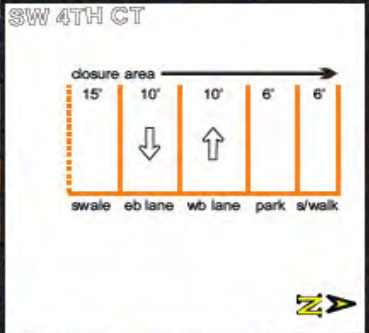 SW 4TH CT
closure area
15' 10' 10' 6' 6'
swale eb lane wb lane park s/walk
N